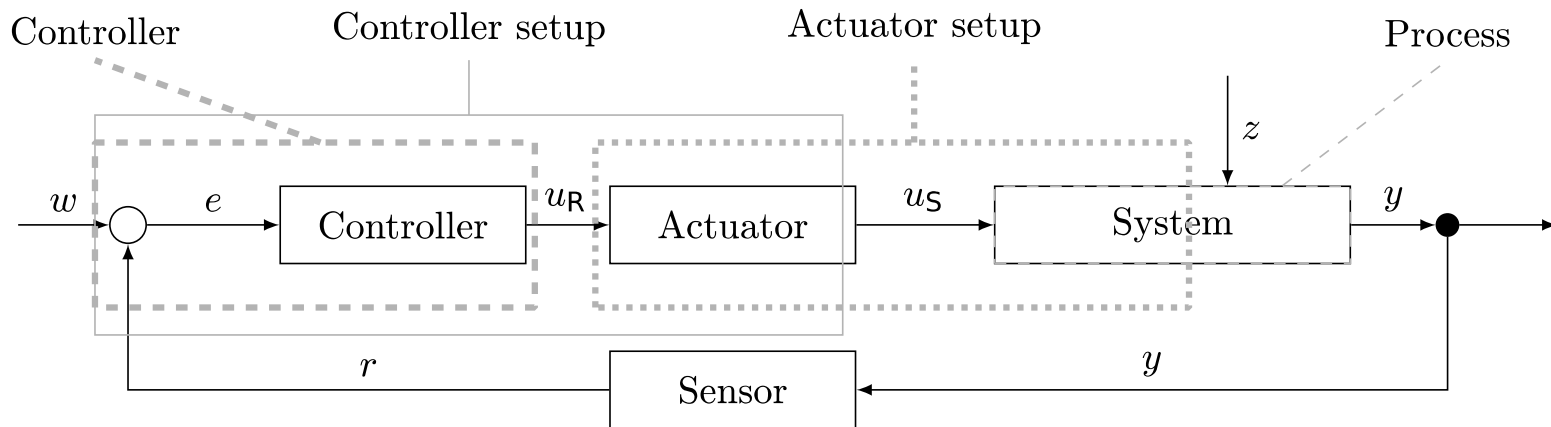 Controller
Controller setup
Actuator setup
Process
z
w
e
Controller
u_R
Actuator
u_S
System
y
r
y
Sensor